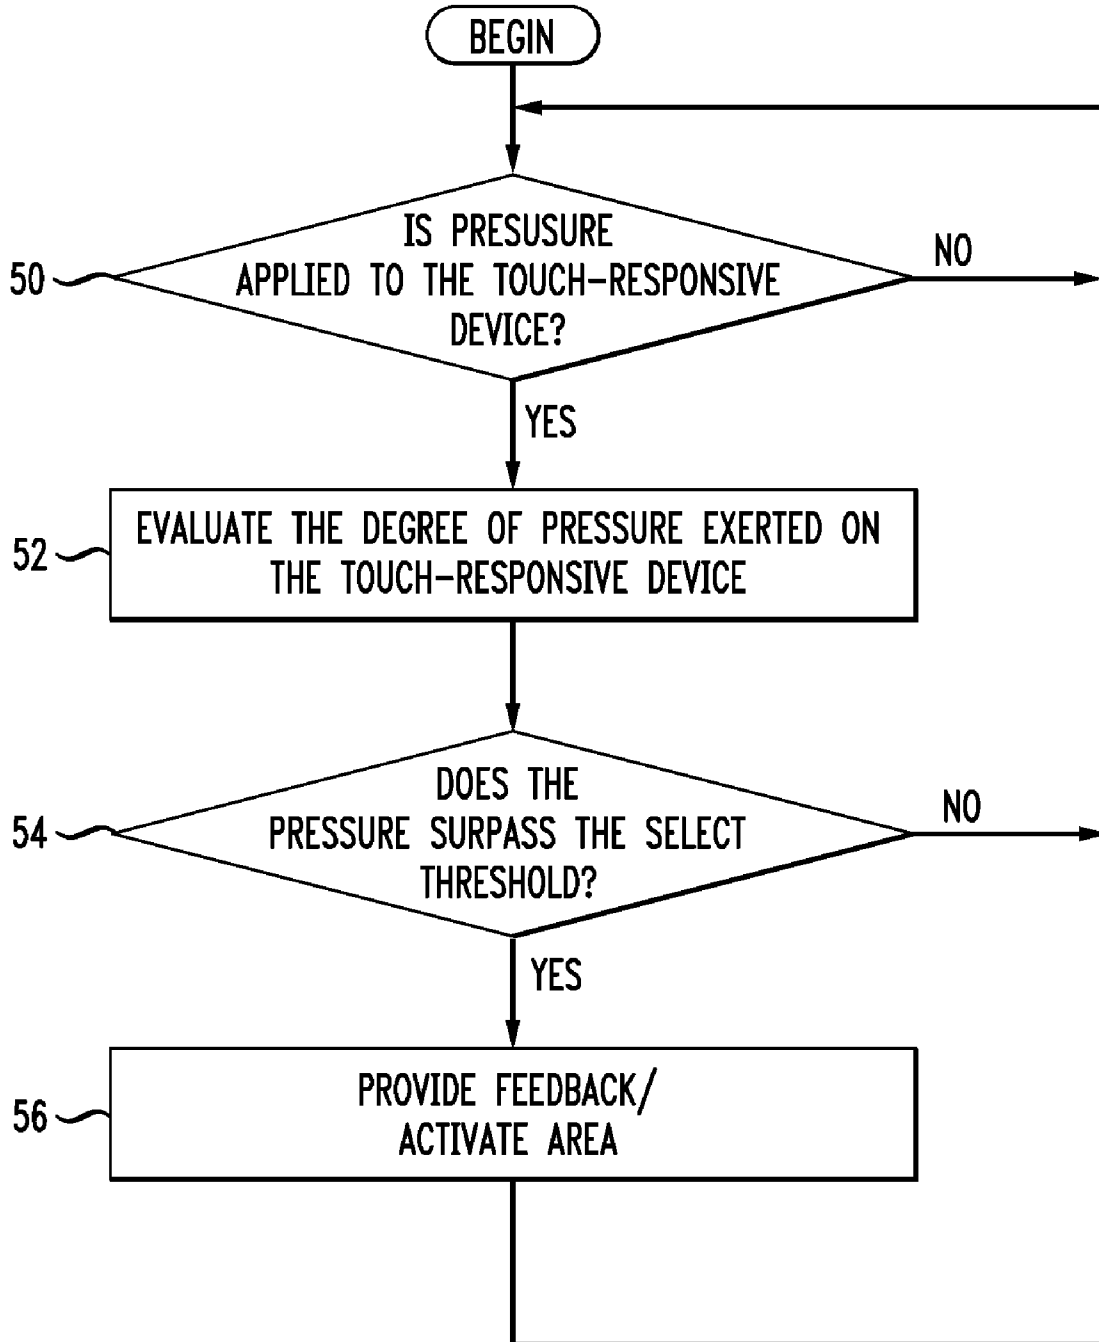 BEGIN
IS PRESUSURE
APPLIED TO THE TOUCH-RESPONSIVE
DEVICE?
50
NO
YES
EVALUATE THE DEGREE OF PRESSURE EXERTED ON
THE TOUCH-RESPONSIVE DEVICE
52
DOES THE
PRESSURE SURPASS THE SELECT
THRESHOLD?
54
NO
YES
PROVIDE FEEDBACK/
ACTIVATE AREA
56